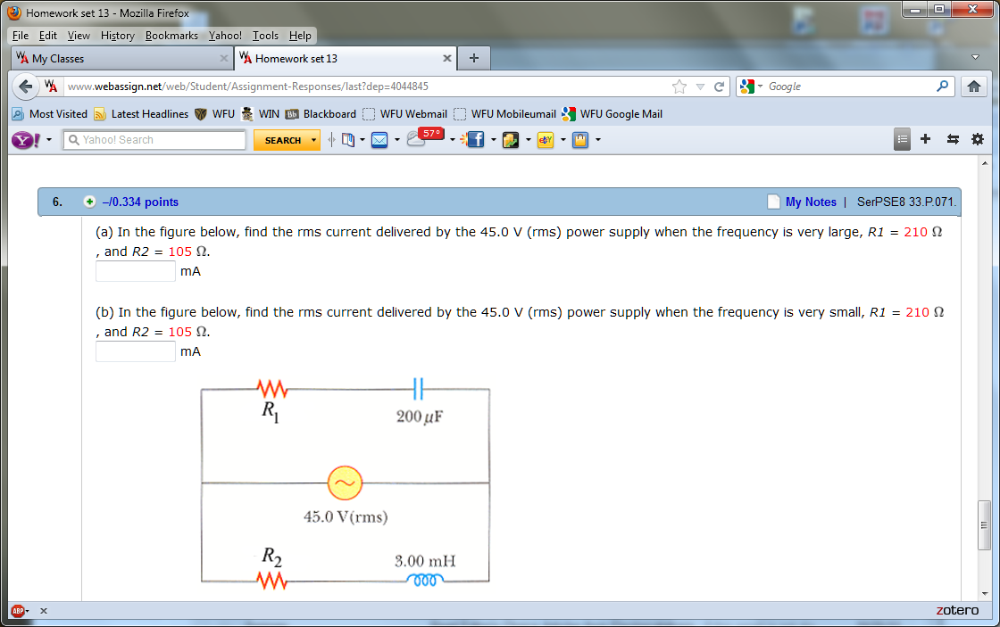 Homework set 13 - Mozilla Firefox
File Edit View History Bookmarks Yahoo! Tools Help
My Classes
Homework set 13
www.webassign.net/web/Student/Assignment-Responses/last?dep=4044845
Google
Most Visited Latest Headlines WFU WIN Bb Blackboard WFU Webmail WFU Mobileumail WFU Google Mail
Y! Yahoo! Search SEARCH 57° f ebY
6. –/0.334 points My Notes | SerPSE8 33.P.071.
(a) In the figure below, find the rms current delivered by the 45.0 V (rms) power supply when the frequency is very large, R1 = 210 Ω
, and R2 = 105 Ω.
mA
(b) In the figure below, find the rms current delivered by the 45.0 V (rms) power supply when the frequency is very small, R1 = 210 Ω
, and R2 = 105 Ω.
mA
R1
200 μF
45.0 V(rms)
R2
3.00 mH
ABP
zotero